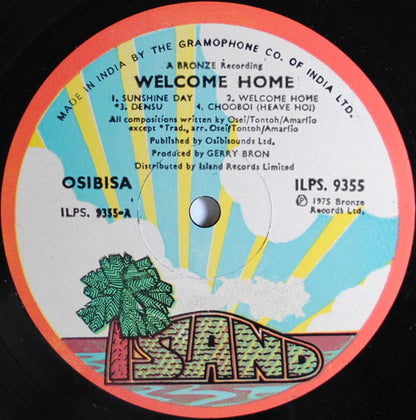 MADE IN INDIA BY THE GRAMOPHONE CO. OF INDIA LTD.
A BRONZE Recording
WELCOME HOME
1. SUNSHINE DAY 2. WELCOME HOME
*3. DENSU 4. CHOOBOI (HEAVE HO!)
All compositions written by Osei/Tontoh/Amarfio
except *Trad., arr. Osei/Tontoh/Amarfio
Published by Osibisounds Ltd.
Produced by GERRY BRON
Distributed by Island Records Limited
OSIBISA
ILPS. 9355-A
ILPS. 9355
Ⓟ 1975 Bronze
Records Ltd.
ISLAND